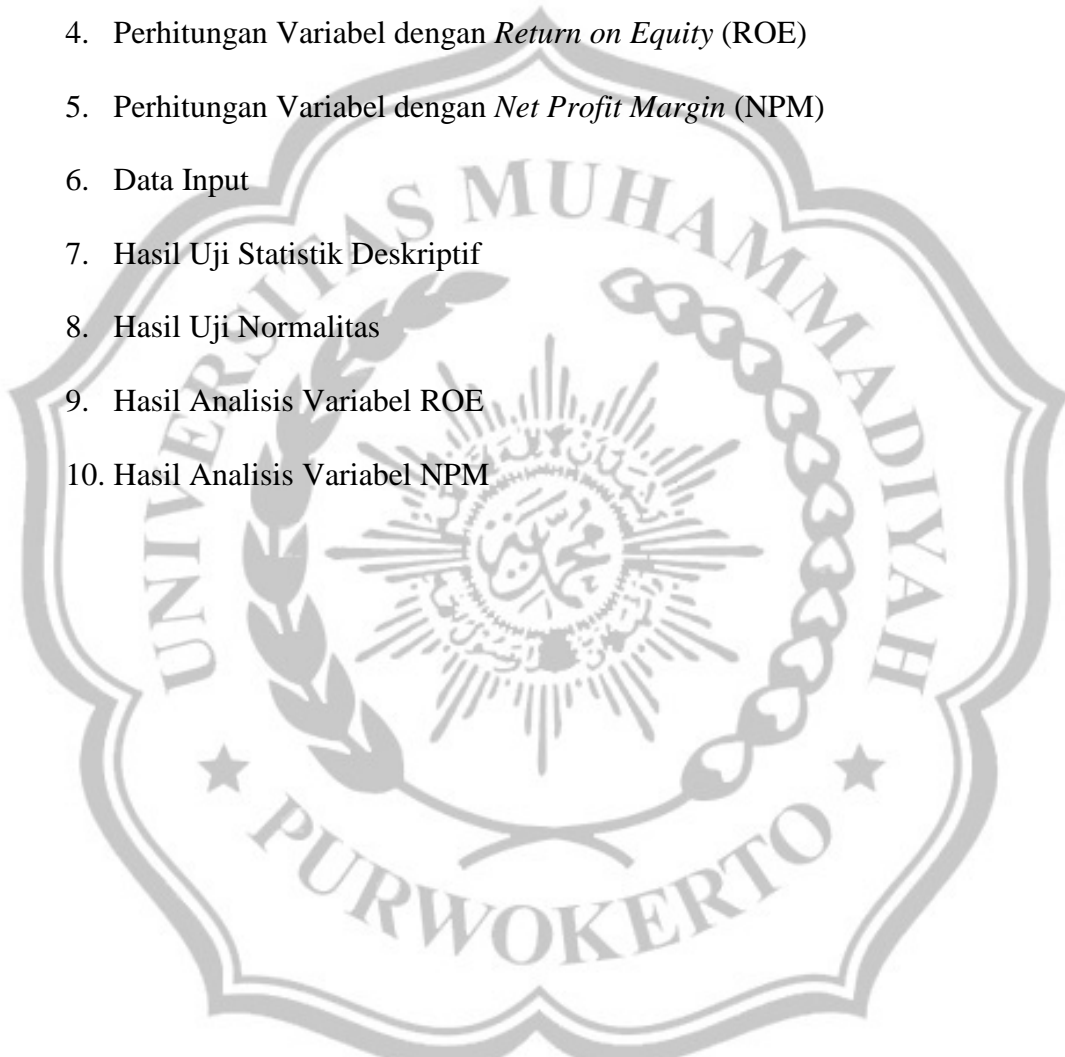 4. Perhitungan Variabel dengan Return on Equity (ROE)
5. Perhitungan Variabel dengan Net Profit Margin (NPM)
6. Data Input
7. Hasil Uji Statistik Deskriptif
8. Hasil Uji Normalitas
9. Hasil Analisis Variabel ROE
10. Hasil Analisis Variabel NPM
UNIVERSITAS MUHAMMADIYAH
PURWOKERTO